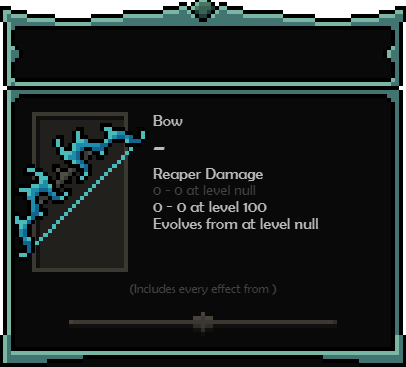 Bow
–
Reaper Damage
0 - 0 at level null
0 - 0 at level 100
Evolves from at level null
(Includes every effect from )